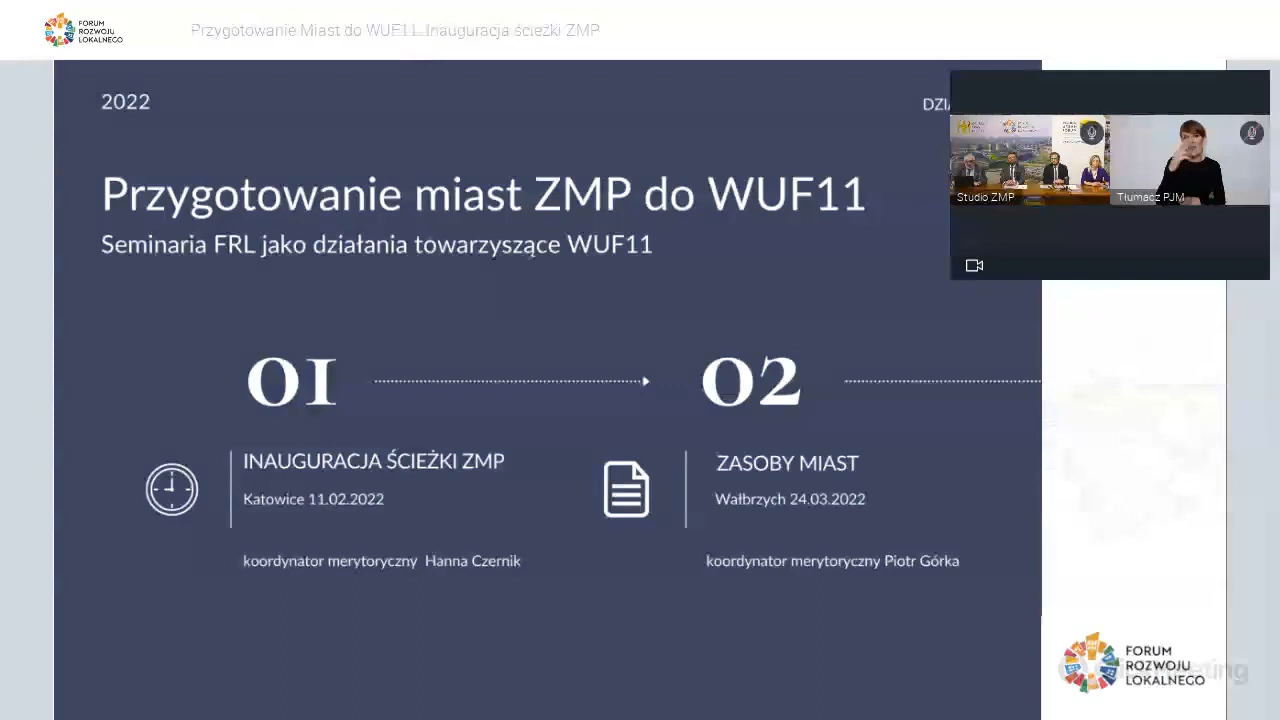 FORUM
ROZWOJU
LOKALNEGO
Przygotowanie Miast do WUF11. Inauguracja ścieżki ZMP
2022
Przygotowanie miast ZMP do WUF11
Seminaria FRL jako działania towarzyszące WUF11
Studio ZMP
Tłumacz PJM
01
02
INAUGURACJA ŚCIEŻKI ZMP
Katowice 11.02.2022
koordynator merytoryczny Hanna Czernik
ZASOBY MIAST
Wałbrzych 24.03.2022
koordynator merytoryczny Piotr Górka
FORUM
ROZWOJU
LOKALNEGO